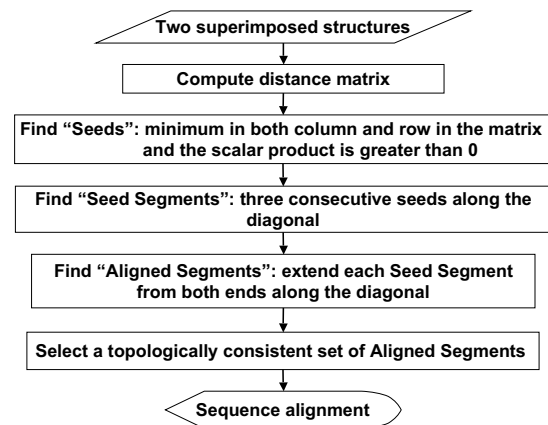 Two superimposed structures
Compute distance matrix
Find “Seeds”: minimum in both column and row in the matrix
and the scalar product is greater than 0
Find “Seed Segments”: three consecutive seeds along the
diagonal
Find “Aligned Segments”: extend each Seed Segment
from both ends along the diagonal
Select a topologically consistent set of Aligned Segments
Sequence alignment